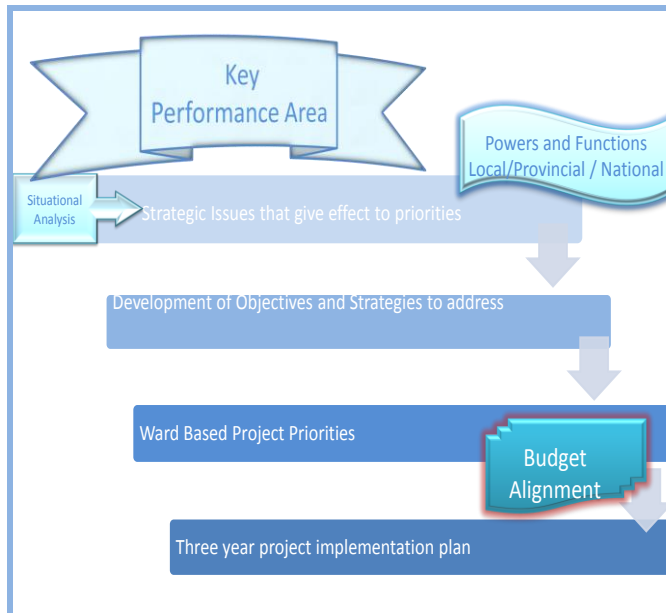 Key
Performance Area
Powers and Functions
Local/Provincial / National
Situational
Analysis
Strategic Issues that give effect to priorities
Development of Objectives and Strategies to address
Ward Based Project Priorities
Budget
Alignment
Three year project implementation plan